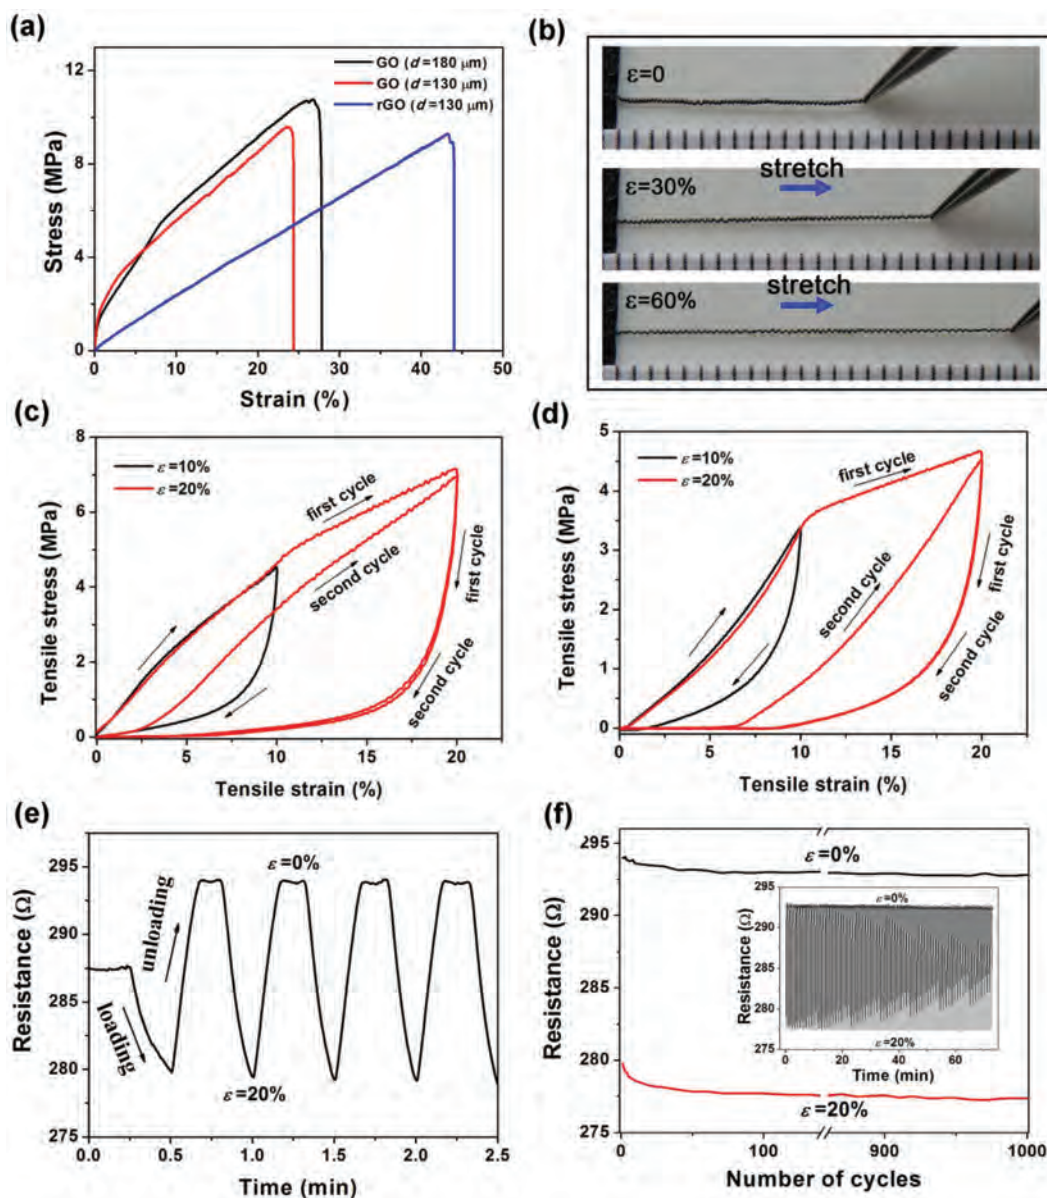 (a)
GO (d=180 μm)
GO (d=130 μm)
rGO (d=130 μm)
12
8
4
0
Stress (MPa)
0 10 20 30 40 50
Strain (%)
(b)
ε=0
ε=30%
stretch
ε=60%
stretch
(c)
ε=10%
ε=20%
8
7
6
5
4
3
2
1
0
Tensile stress (MPa)
first cycle
second cycle
first cycle
second cycle
0 5 10 15 20
Tensile strain (%)
(d)
ε=10%
ε=20%
5
4
3
2
1
0
Tensile stress (MPa)
first cycle
second cycle
first cycle
second cycle
0 5 10 15 20
Tensile strain (%)
(e)
295
290
285
280
275
Resistance (Ω)
ε=0%
unloading
loading
ε=20%
0.0 0.5 1.0 1.5 2.0 2.5
Time (min)
(f)
295
290
285
280
275
Resistance (Ω)
ε=0%
295
290
285
280
275
Resistance (Ω)
ε=0%
ε=20%
0 20 40 60
Time (min)
ε=20%
0 100 900 1000
Number of cycles